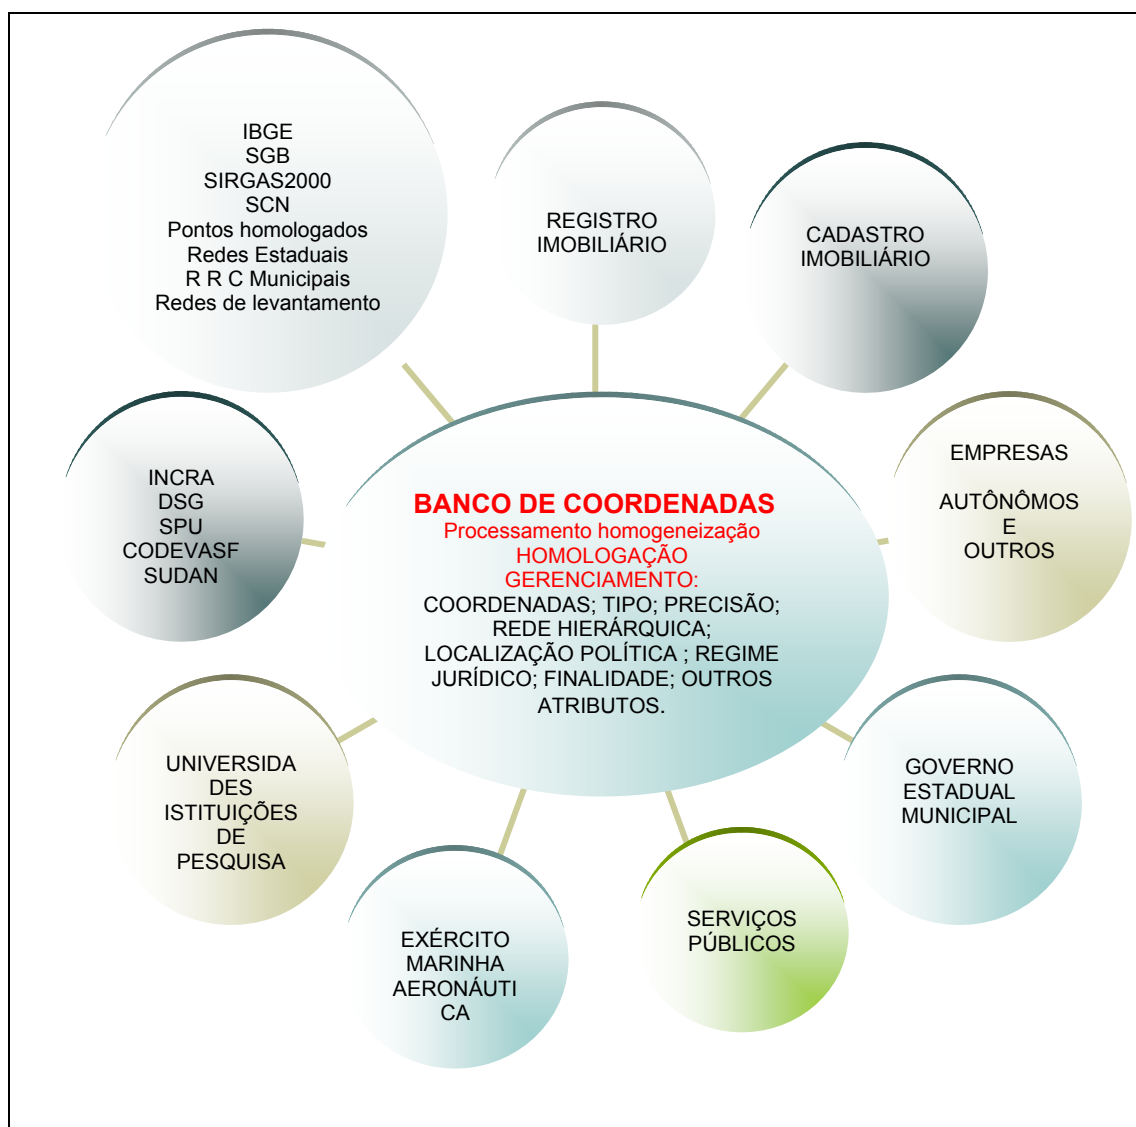 IBGE
SGB
SIRGAS2000
SCN
Pontos homologados
Redes Estaduais
R R C Municipais
Redes de levantamento
REGISTRO
IMOBILIÁRIO
CADASTRO
IMOBILIÁRIO
INCRA
DSG
SPU
CODEVASF
SUDAN
BANCO DE COORDENADAS
Processamento homogeneização
HOMOLOGAÇÃO
GERENCIAMENTO:
COORDENADAS; TIPO; PRECISÃO;
REDE HIERÁRQUICA;
LOCALIZAÇÃO POLÍTICA ; REGIME
JURÍDICO; FINALIDADE; OUTROS
ATRIBUTOS.
EMPRESAS
AUTÔNÔMOS
E
OUTROS
UNIVERSIDA
DES
ISTITUIÇÕES
DE
PESQUISA
GOVERNO
ESTADUAL
MUNICIPAL
EXÉRCITO
MARINHA
AERONÁUTI
CA
SERVIÇOS
PÚBLICOS